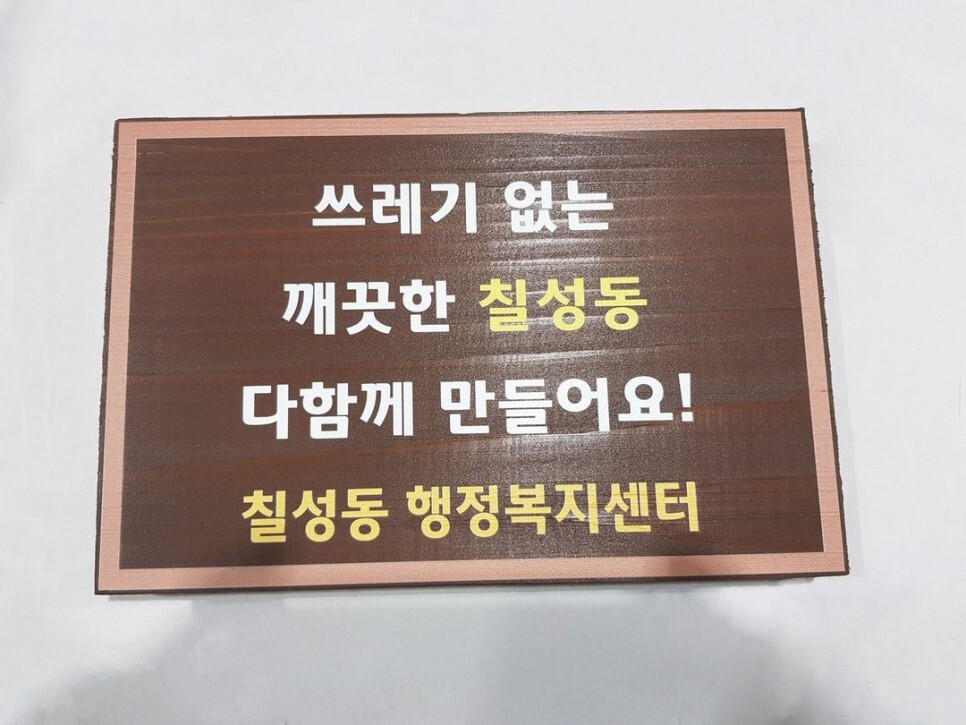 쓰레기 없는
깨끗한 칠성동
다함께 만들어요!
칠성동 행정복지센터